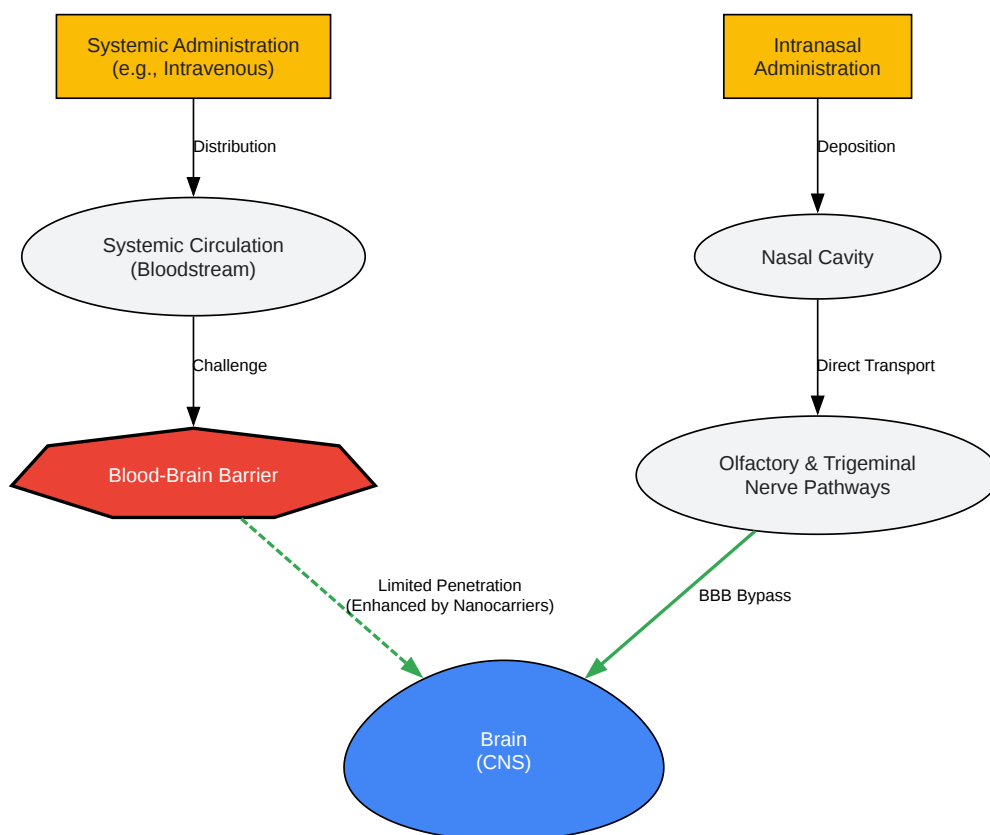 Systemic Administration
(e.g., Intravenous)
Intranasal
Administration
Distribution
Deposition
Systemic Circulation
(Bloodstream)
Nasal Cavity
Challenge
Direct Transport
Blood-Brain Barrier
Olfactory & Trigeminal
Nerve Pathways
Limited Penetration
(Enhanced by Nanocarriers)
BBB Bypass
Brain
(CNS)